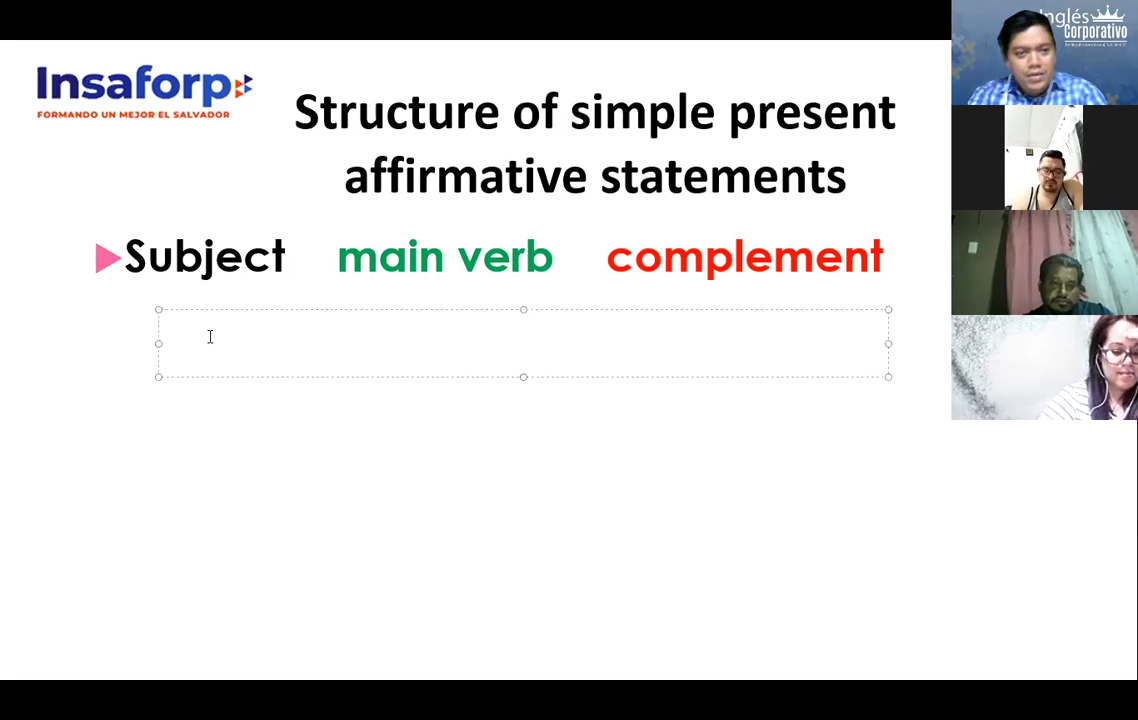 Insaforp
FORMANDO UN MEJOR EL SALVADOR
Structure of simple present
affirmative statements
Subject main verb complement
Inglés
Corporativo